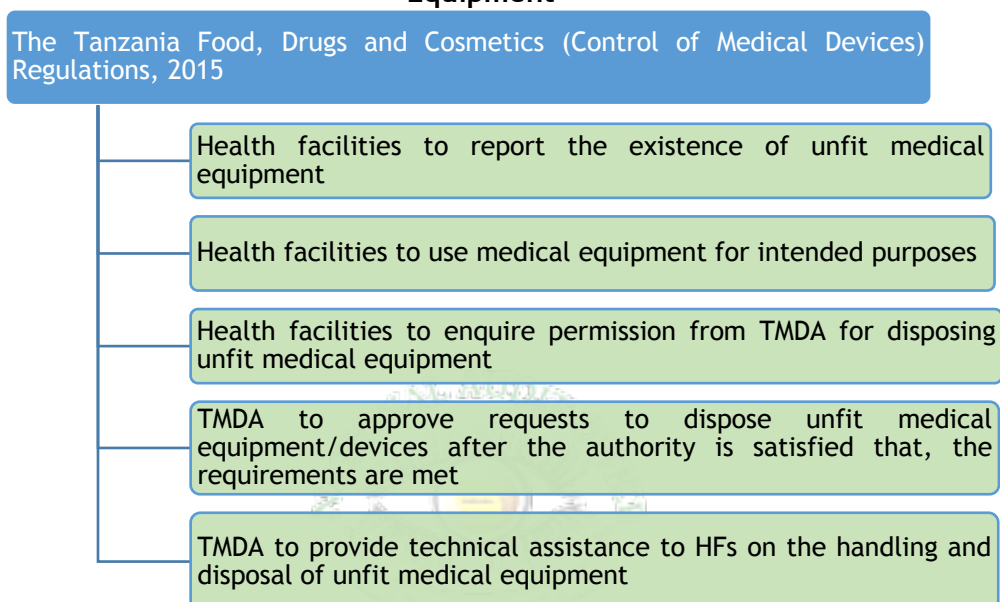 Equipment
The Tanzania Food, Drugs and Cosmetics (Control of Medical Devices)
Regulations, 2015
Health facilities to report the existence of unfit medical
equipment
Health facilities to use medical equipment for intended purposes
Health facilities to enquire permission from TMDA for disposing
unfit medical equipment
TMDA to approve requests to dispose unfit medical
equipment/devices after the authority is satisfied that, the
requirements are met
TMDA to provide technical assistance to HFs on the handling and
disposal of unfit medical equipment